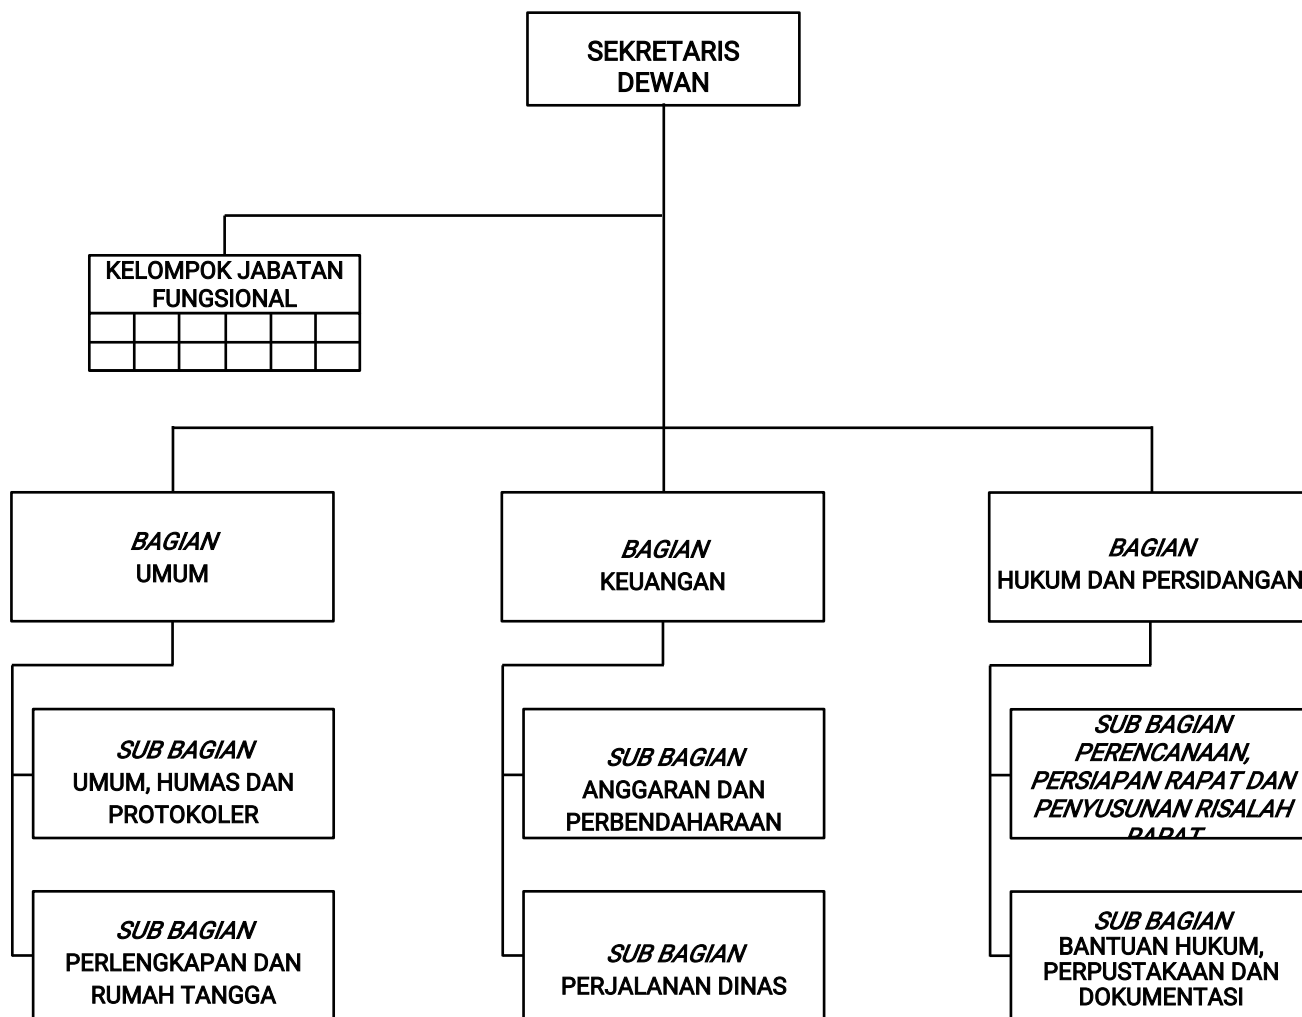 SEKRETARIS
DEWAN
KELOMPOK JABATAN
FUNGSIONAL
BAGIAN
UMUM
BAGIAN
KEUANGAN
BAGIAN
HUKUM DAN PERSIDANGAN
SUB BAGIAN
UMUM, HUMAS DAN
PROTOKOLER
SUB BAGIAN
ANGGARAN DAN
PERBENDAHARAAN
SUB BAGIAN
PERENCANAAN,
PERSIAPAN RAPAT DAN
PENYUSUNAN RISALAH
RAPAT
SUB BAGIAN
PERLENGKAPAN DAN
RUMAH TANGGA
SUB BAGIAN
PERJALANAN DINAS
SUB BAGIAN
BANTUAN HUKUM,
PERPUSTAKAAN DAN
DOKUMENTASI